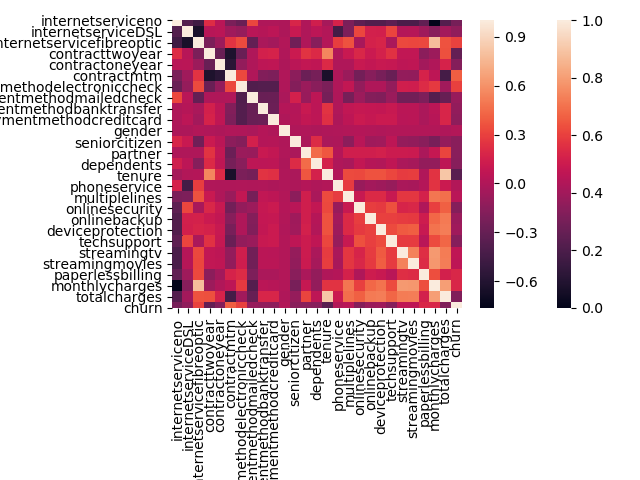 internetserviceno
internetserviceDSL
nternetservicefibreoptic
contracttwoyear
contractoneyear
contractmtm
methodelectroniccheck
entmethodmailedcheck
entmethodbanktransfer
ymentmethodcreditcard
gender
seniorcitizen
partner
dependents
tenure
phoneservice
multiplelines
onlinesecurity
onlinebackup
deviceprotection
techsupport
streamingtv
streamingmovies
paperlessbilling
monthlycharges
totalcharges
churn
internetserviceno
internetserviceDSL
nternetservicefibreoptic
contracttwoyear
contractoneyear
contractmtm
methodelectroniccheck
entmethodmailedcheck
entmethodbanktransfer
mentmethodcreditcard
gender
seniorcitizen
partner
dependents
tenure
phoneservice
multiplelines
onlinesecurity
onlinebackup
deviceprotection
techsupport
streamingtv
streamingmovies
paperlessbilling
monthlycharges
totalcharges
churn
0.9
0.6
0.3
0.0
−0.3
−0.6
1.0
0.8
0.6
0.4
0.2
0.0